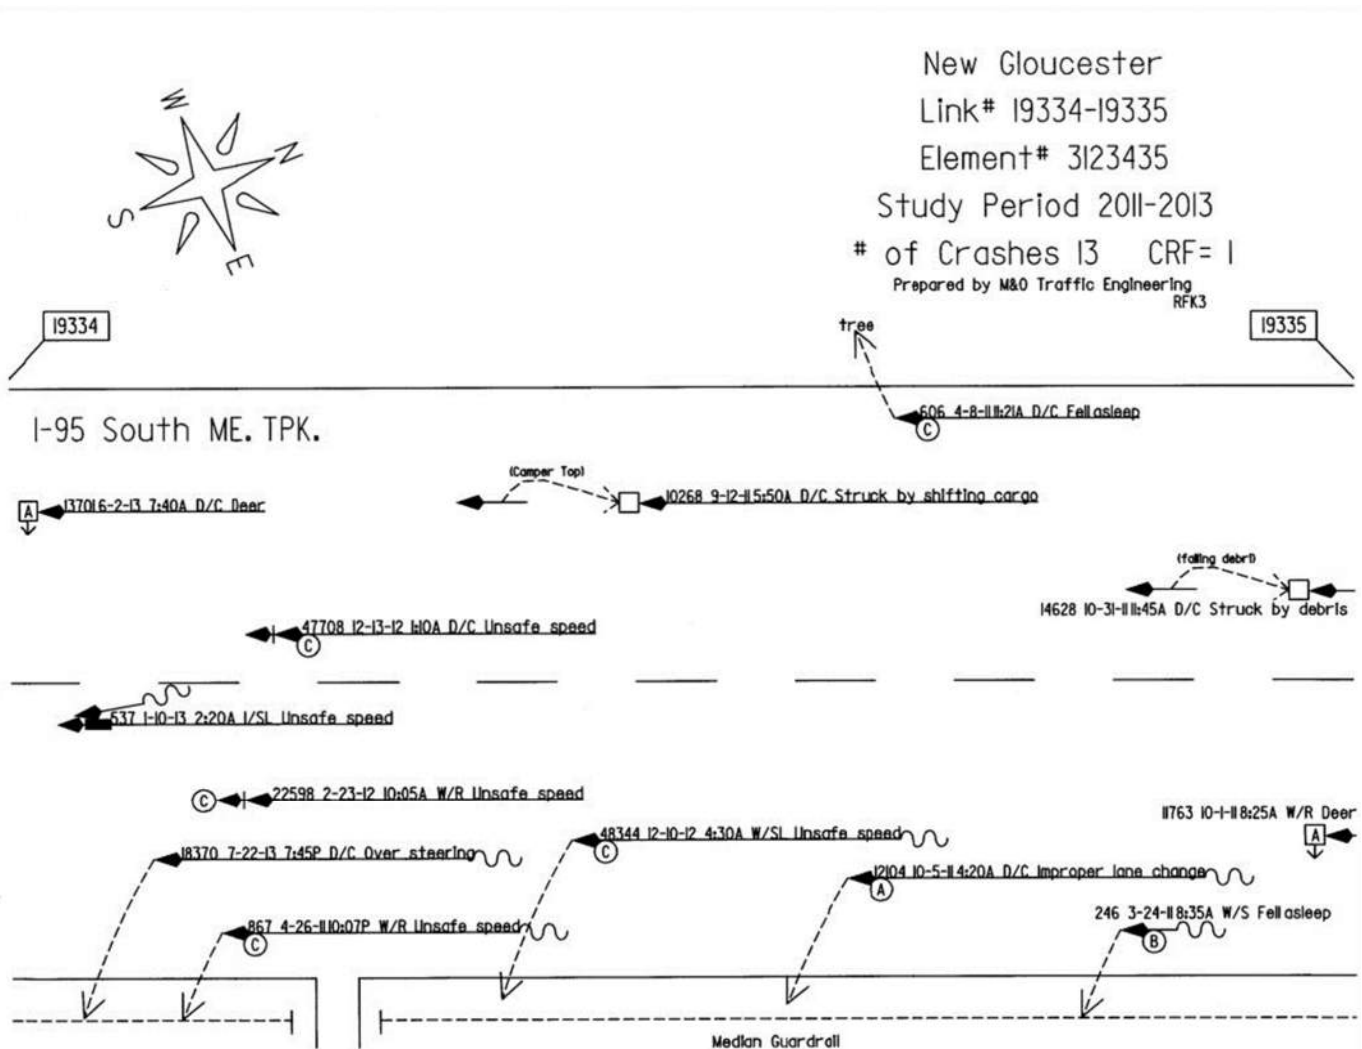 New Gloucester
Link# 19334-19335
Element# 3123435
Study Period 2011-2013
# of Crashes 13 CRF= 1
Prepared by M&O Traffic Engineering
RFK3
W
N
S
E
19334
tree
19335
606 4-8-11 11:21A D/C Fell asleep
C
I-95 South ME. TPK.
(Camper Top)
10268 9-12-11 5:50A D/C Struck by shifting cargo
A
13701 6-2-13 7:40A D/C Deer
(falling debri)
14628 10-31-11 11:45A D/C Struck by debris
47708 12-13-12 1:10A D/C Unsafe speed
C
537 1-10-13 2:20A I/SL Unsafe speed
C
22598 2-23-12 10:05A W/R Unsafe speed
11763 10-1-11 8:25A W/R Deer
A
48344 12-10-12 4:30A W/SL Unsafe speed
C
18370 7-22-13 7:45P D/C Over steering
12104 10-5-11 4:20A D/C Improper lane change
A
246 3-24-11 8:35A W/S Fell asleep
B
867 4-26-11 10:07P W/R Unsafe speed
C
Median Guardrail